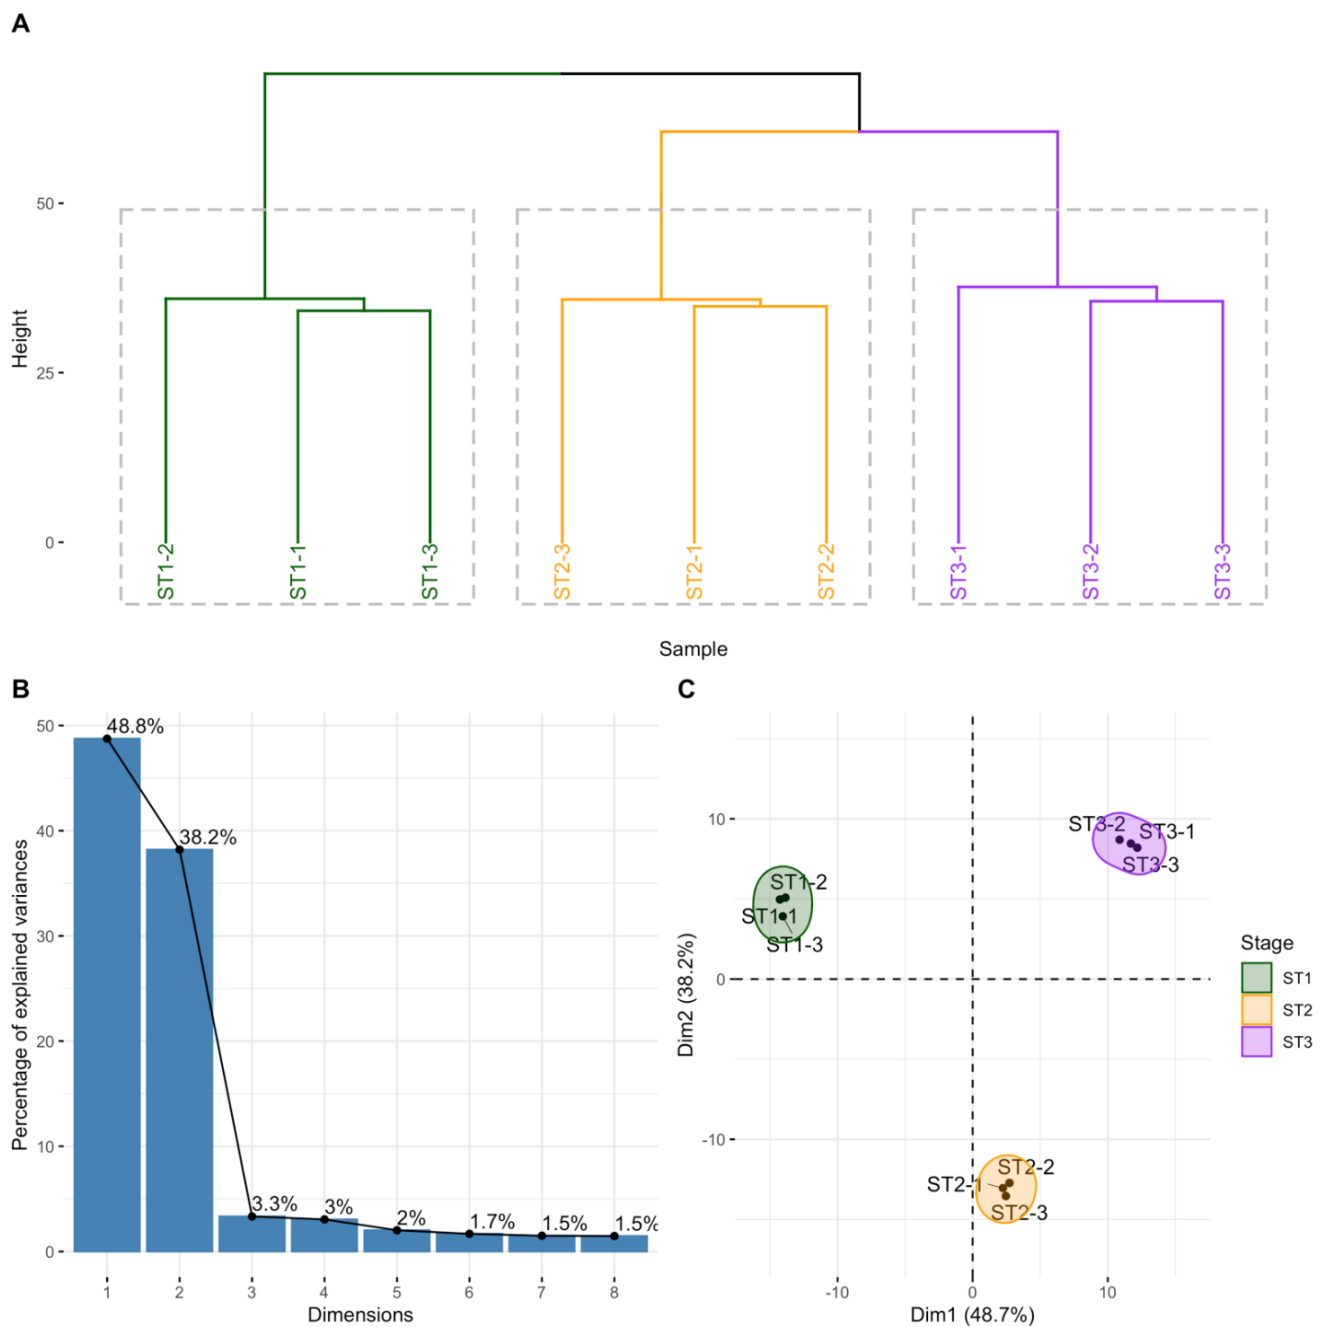 A
Height
50
25
0
ST1-2
ST1-1
ST1-3
ST2-3
ST2-1
ST2-2
ST3-1
ST3-2
ST3-3
Sample
B
Percentage of explained variances
50
40
30
20
10
0
48.8%
38.2%
3.3%
3%
2%
1.7%
1.5%
1.5%
1
2
3
4
5
6
7
8
Dimensions
C
Dim2 (38.2%)
10
0
-10
ST3-2
ST3-1
ST3-3
ST1-2
ST1-1
ST1-3
ST2-2
ST2-1
ST2-3
-10
0
10
Dim1 (48.7%)
Stage
ST1
ST2
ST3